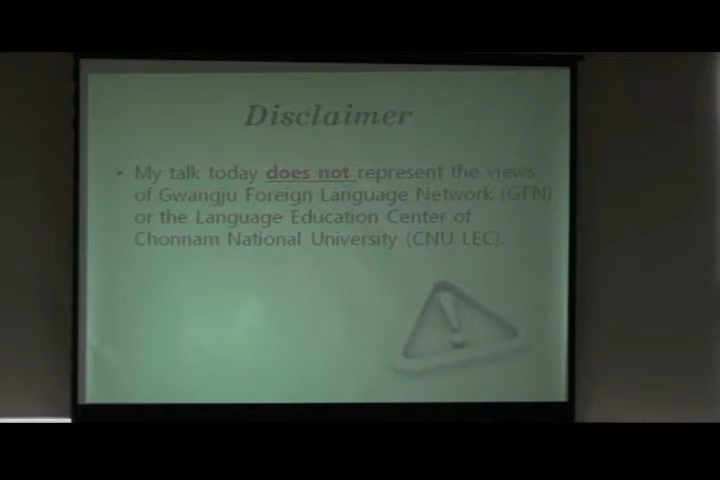 Disclaimer
• My talk today does not represent the views
of Gwangju Foreign Language Network (GFN)
or the Language Education Center of
Chonnam National University (CNU LEC).